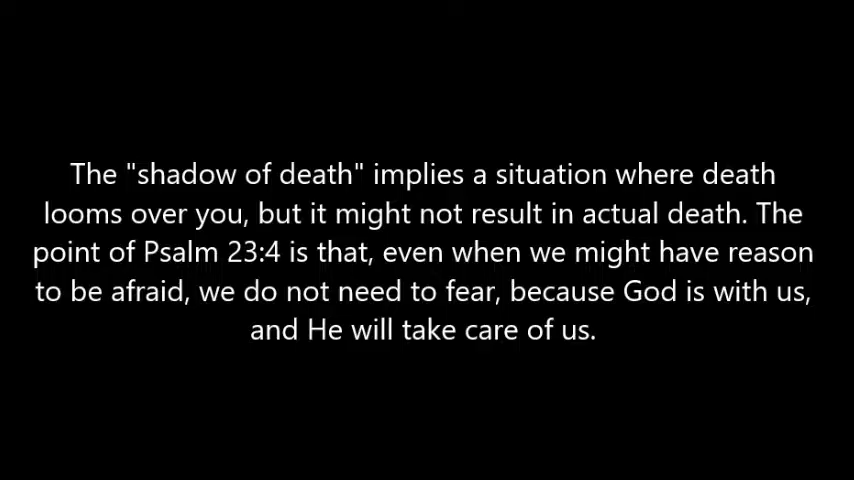 The "shadow of death" implies a situation where death
looms over you, but it might not result in actual death. The
point of Psalm 23:4 is that, even when we might have reason
to be afraid, we do not need to fear, because God is with us,
and He will take care of us.